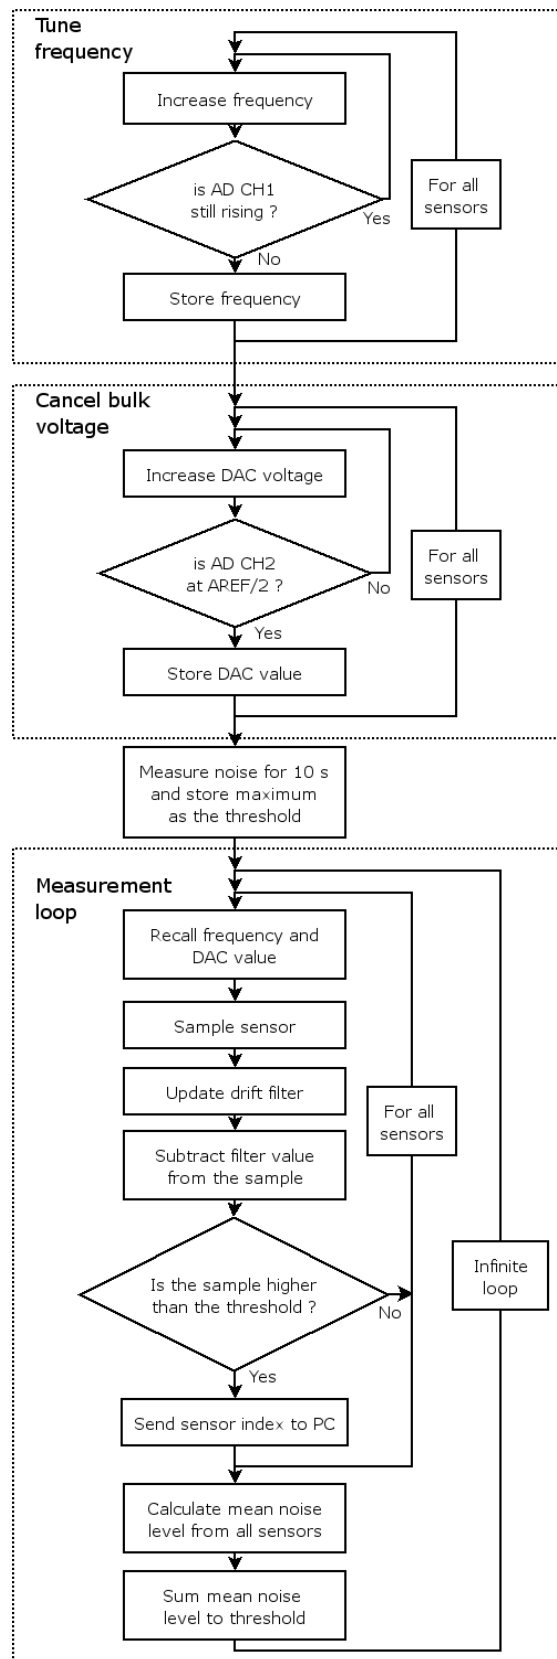 Tune
frequency
Increase frequency
is AD CH1
still rising ?
Yes
For all
sensors
No
Store frequency
Cancel bulk
voltage
Increase DAC voltage
is AD CH2
at AREF/2 ?
No
For all
sensors
Yes
Store DAC value
Measure noise for 10 s
and store maximum
as the threshold
Measurement
loop
Recall frequency and
DAC value
Sample sensor
Update drift filter
For all
sensors
Subtract filter value
from the sample
Is the sample higher
than the threshold ?
No
Infinite
loop
Yes
Send sensor index to PC
Calculate mean noise
level from all sensors
Sum mean noise
level to threshold